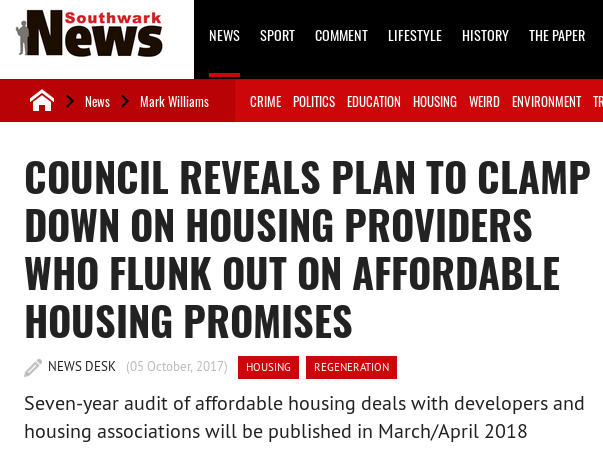 Southwark
News
NEWS SPORT COMMENT LIFESTYLE HISTORY THE PAPER
News Mark Williams CRIME POLITICS EDUCATION HOUSING WEIRD ENVIRONMENT TR
COUNCIL REVEALS PLAN TO CLAMP
DOWN ON HOUSING PROVIDERS
WHO FLUNK OUT ON AFFORDABLE
HOUSING PROMISES
NEWS DESK (05 October, 2017) HOUSING REGENERATION
Seven-year audit of affordable housing deals with developers and
housing associations will be published in March/April 2018